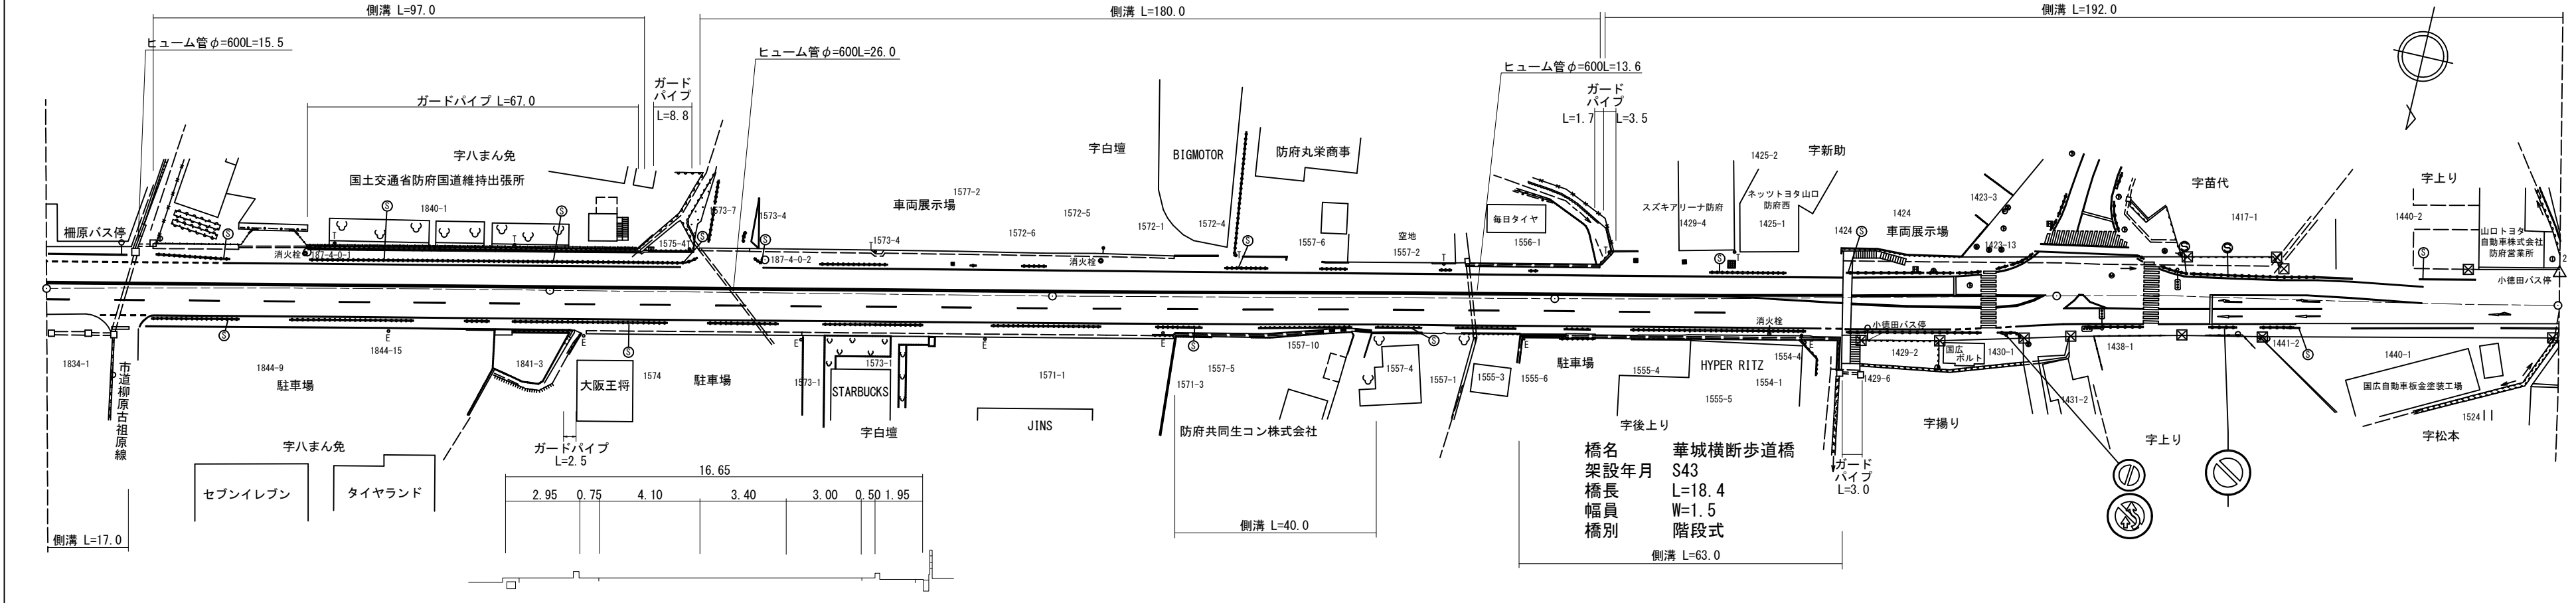 側溝 L=97.0
側溝 L=180.0
側溝 L=192.0
ヒューム管φ=600L=15.5
ヒューム管φ=600L=26.0
ヒューム管φ=600L=13.6
ガードパイプ L=67.0
ガード
パイプ
L=8.8
ガード
パイプ
L=1.7
L=3.5
字八まん免
国土交通省防府国道維持出張所
1840-1
柵原バス停
消火栓
187-4-0-1
1575-4
1573-7
1573-4
187-4-0-2
1573-4
車両展示場
1577-2
1572-6
1572-5
消火栓
字白壇
1572-1
BIGMOTOR
1572-4
防府丸栄商事
1557-6
空地
1557-2
毎日タイヤ
1556-1
スズキアリーナ防府
1429-4
1425-2
ネッツトヨタ山口
防府西
1425-1
字新助
1424
1424
車両展示場
1423-3
1423-13
字苗代
1417-1
字上り
1440-2
山口トヨタ
自動車株式会社
防府営業所
2
小徳田バス停
1834-1
市道柳原古祖原線
1844-9
1844-15
駐車場
E
1841-3
E
大阪王将
1574
駐車場
E
1573-1
1573-1
STARBUCKS
E
1571-1
JINS
E
1571-3
1557-5
1557-10
1557-4
1557-1
1555-3
E
1555-6
駐車場
1555-4
HYPER RITZ
1554-4
1554-1
1555-5
消火栓
E
小徳田バス停
1429-2
国広
ボルト
1430-1
1429-6
1431-2
1438-1
1441-2
1440-1
国広自動車板金塗装工場
1524
字八まん免
セブンイレブン
タイヤランド
ガードパイプ
L=2.5
字白壇
防府共同生コン株式会社
字後上り
字揚り
字上り
字松本
橋名 華城横断歩道橋
架設年月 S43
橋長 L=18.4
幅員 W=1.5
橋別 階段式
ガード
パイプ
L=3.0
16.65
2.95 0.75 4.10 3.40 3.00 0.50 1.95
側溝 L=17.0
側溝 L=40.0
側溝 L=63.0